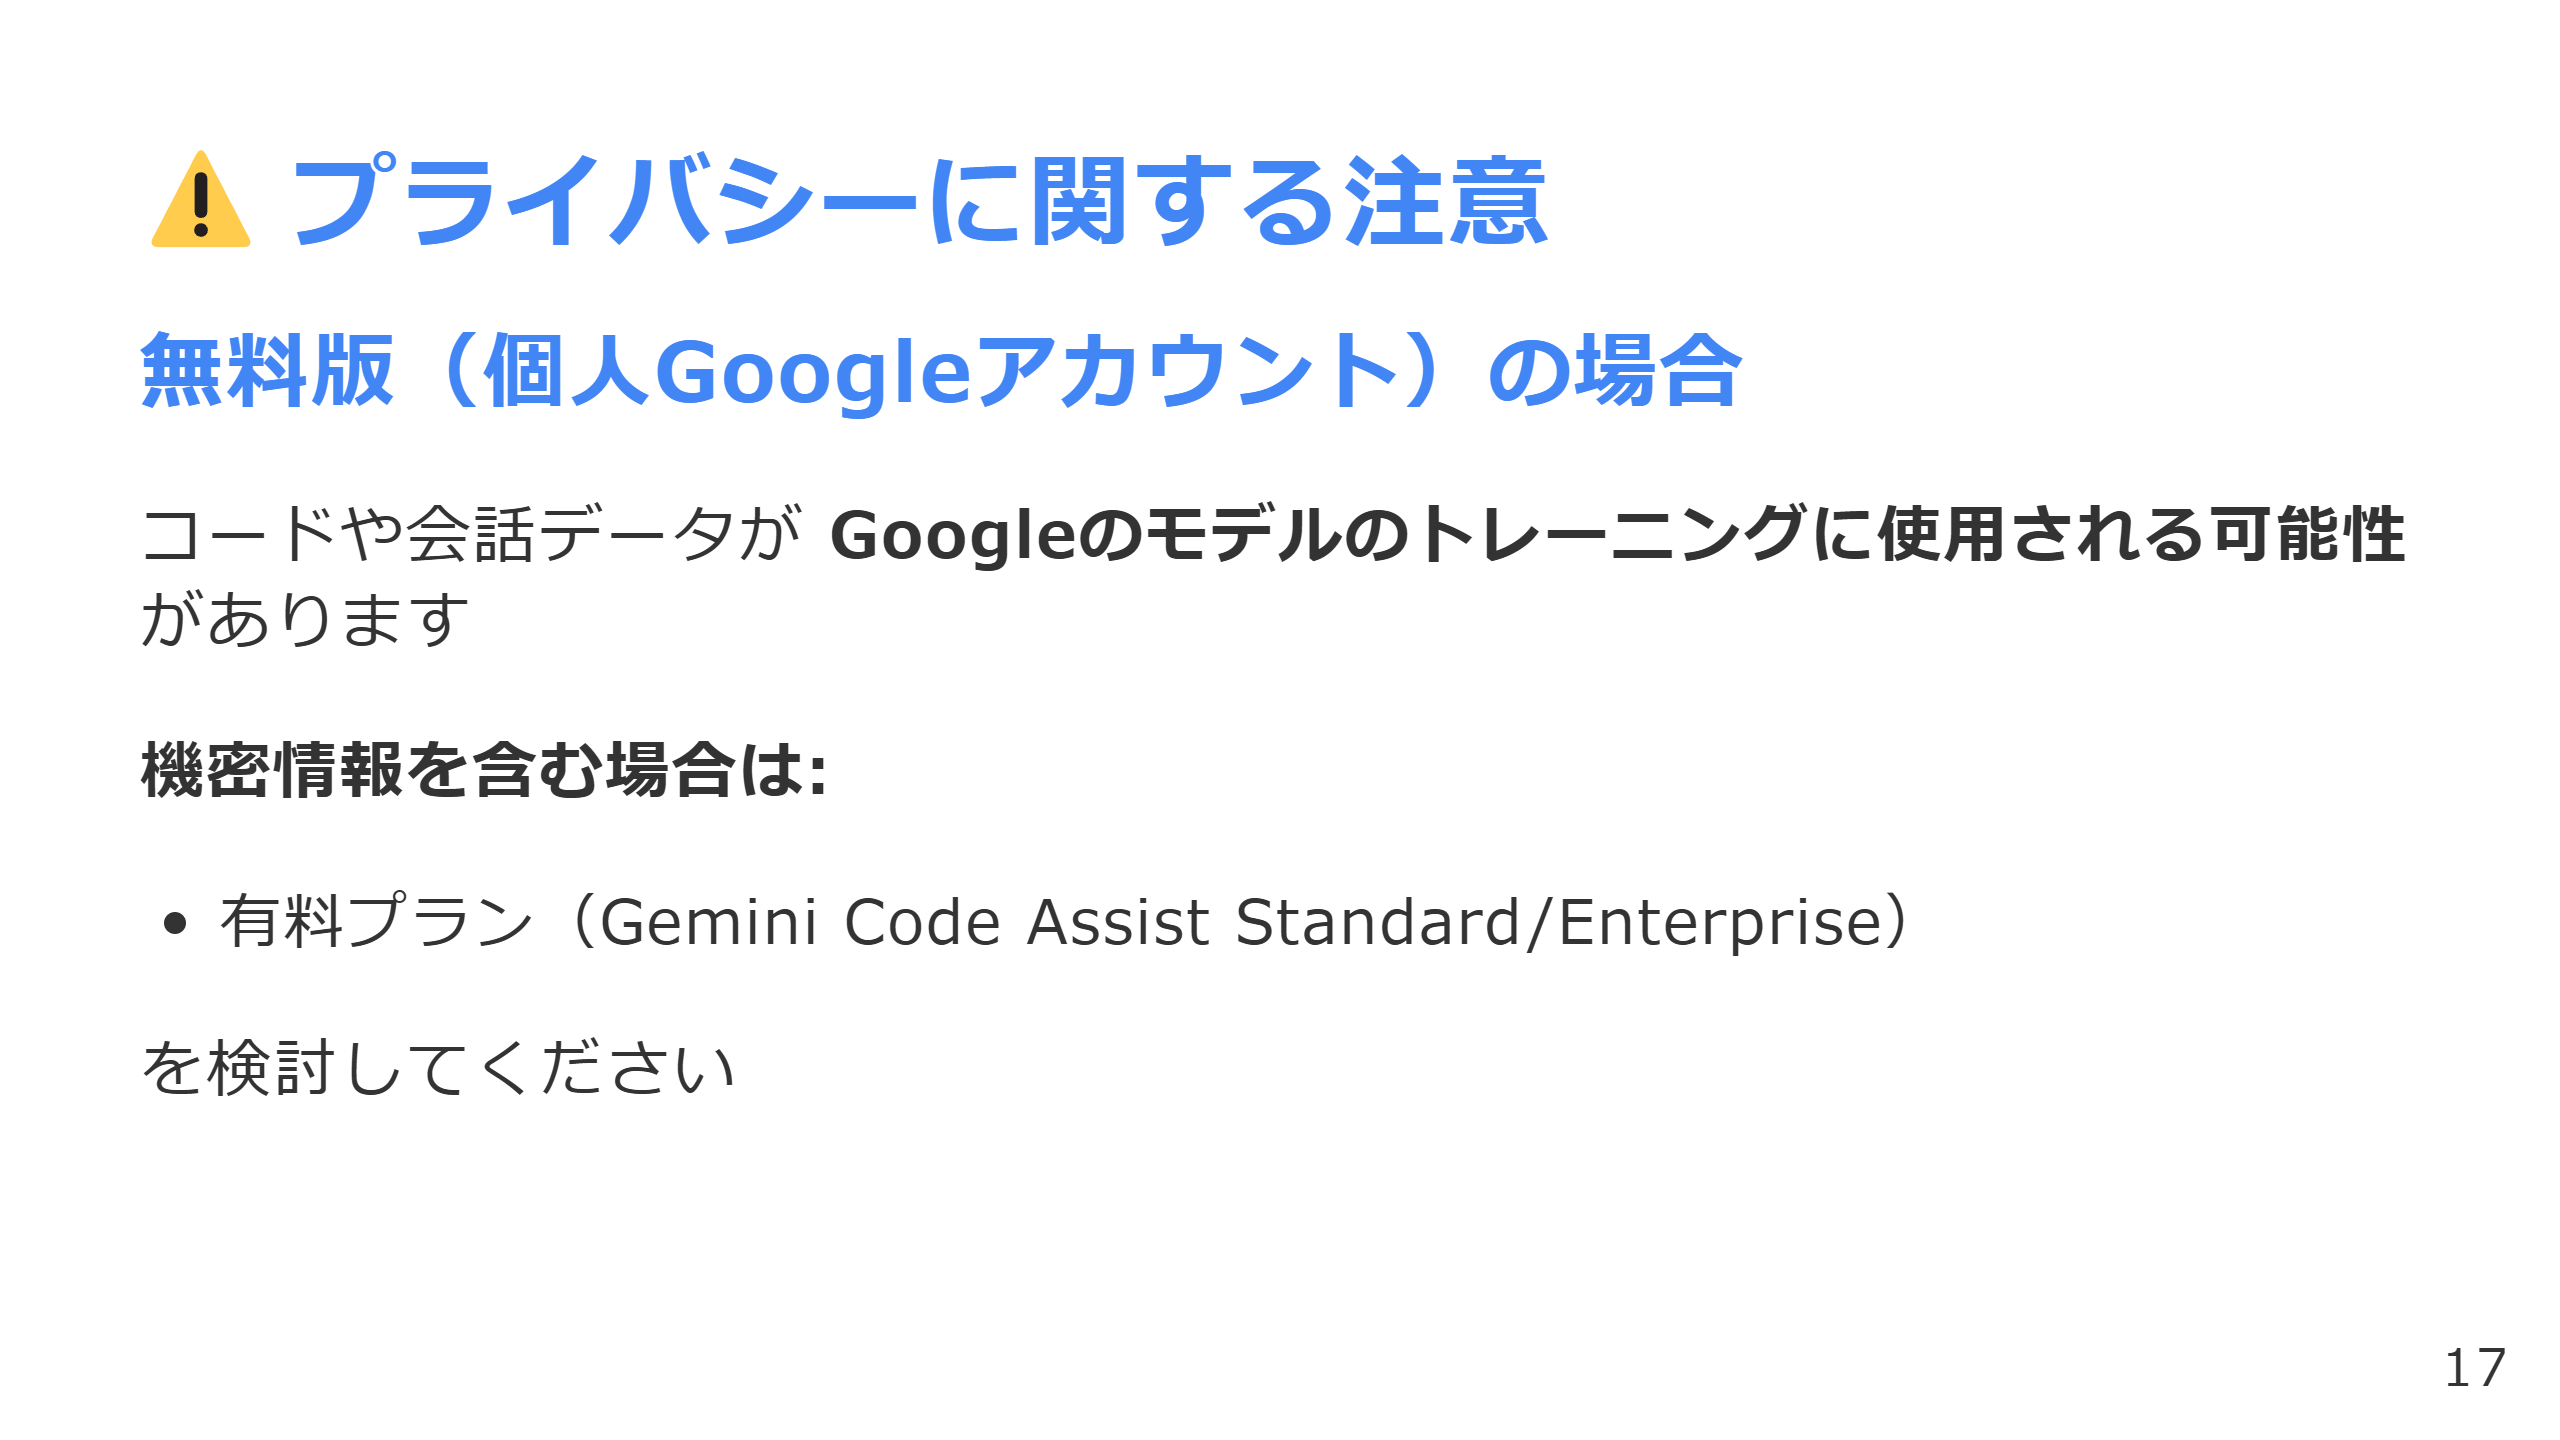 ⚠️ プライバシーに関する注意
無料版（個人Googleアカウント）の場合
コードや会話データが Googleのモデルのトレーニングに使用される可能性
があります
機密情報を含む場合は:
• 有料プラン（Gemini Code Assist Standard/Enterprise）
を検討してください
17